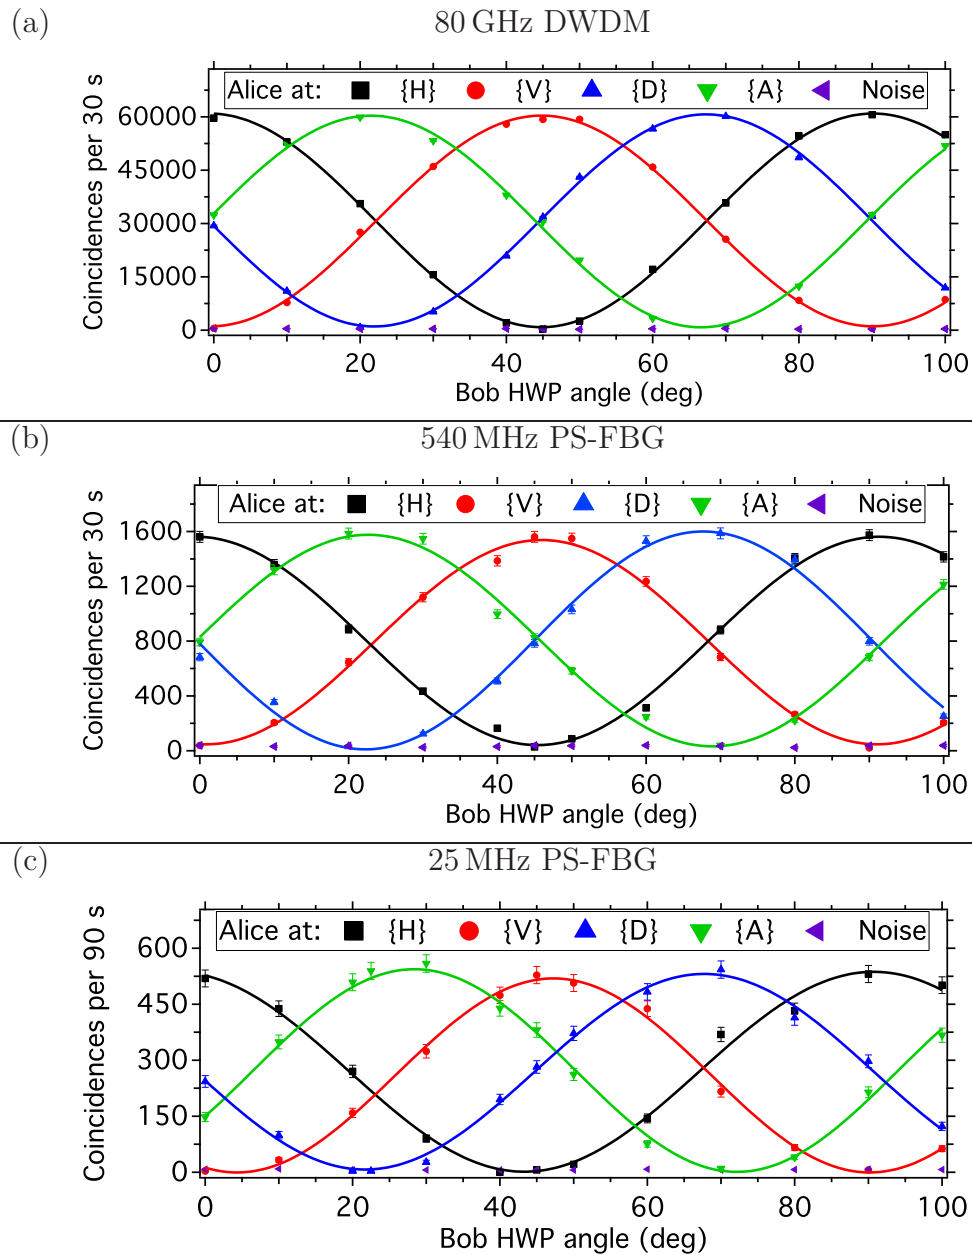 (a)
80 GHz DWDM
Alice at: {H} {V} {D} {A} Noise
Coincidences per 30 s
60000
45000
30000
15000
0
0 20 40 60 80 100
Bob HWP angle (deg)
(b)
540 MHz PS-FBG
Alice at: {H} {V} {D} {A} Noise
Coincidences per 30 s
1600
1200
800
400
0
0 20 40 60 80 100
Bob HWP angle (deg)
(c)
25 MHz PS-FBG
Alice at: {H} {V} {D} {A} Noise
Coincidences per 90 s
600
450
300
150
0
0 20 40 60 80 100
Bob HWP angle (deg)